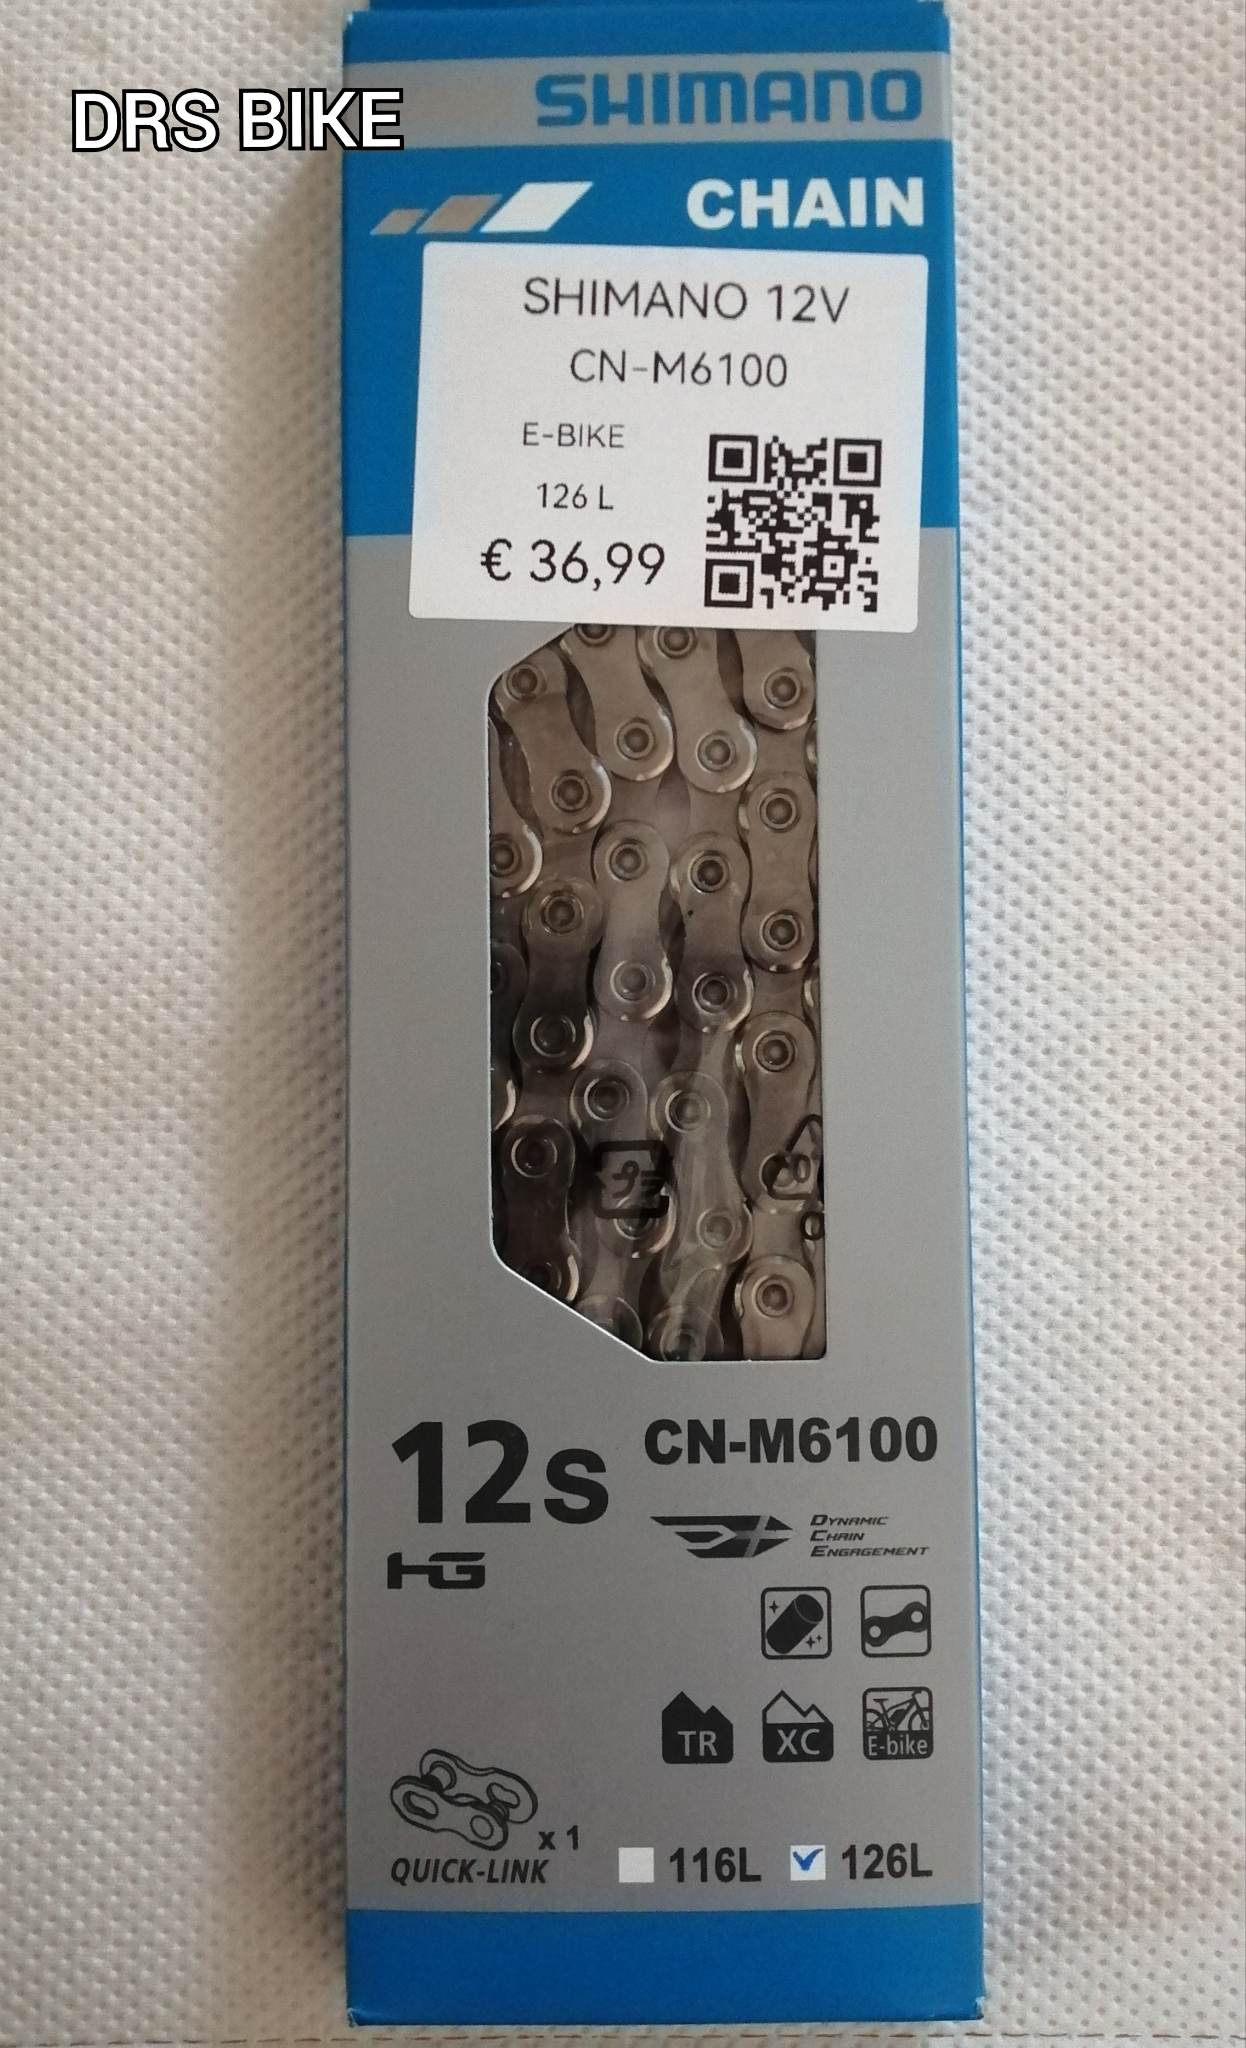 DRS BIKE
SHIMANO
CHAIN
SHIMANO 12V
CN-M6100
E-BIKE
126 L
€ 36,99
12s
CN-M6100
HG
DYNAMIC
CHAIN
ENGAGEMENT
TR
XC
E-bike
x 1
QUICK-LINK
116L
126L